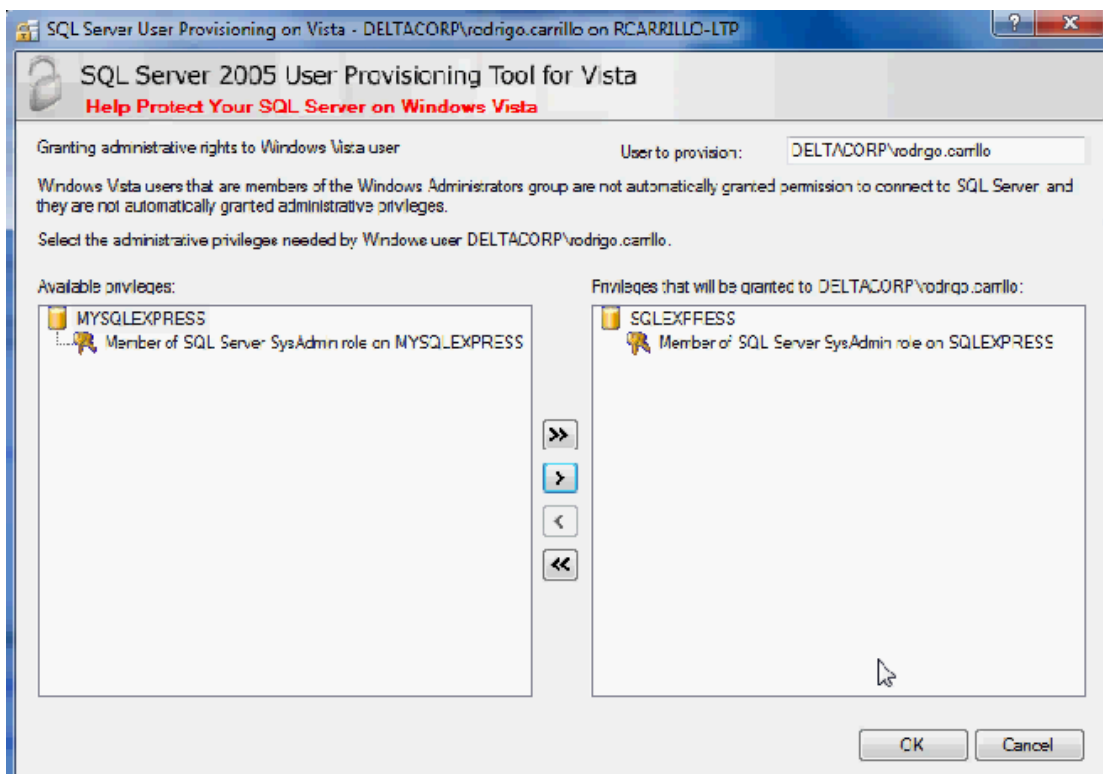 SQL Server User Provisioning on Vista - DELTACORP\rodrigo.carrillo on RCARRILLO-LTP
SQL Server 2005 User Provisioning Tool for Vista
Help Protect Your SQL Server on Windows Vista
Granting administrative rights to Windows Vista user
User to provision:
DELTACORP\rodrigo.carrillo
Windows Vista users that are members of the Windows Administrators group are not automatically granted permission to connect to SQL Server, and
they are not automatically granted administrative privileges.
Select the administrative privileges needed by Windows user DELTACORP\rodrigo.carrillo.
Available privileges:
Privileges that will be granted to DELTACORP\rodrigo.carrillo:
MYSQLEXPRESS
Member of SQL Server SysAdmin role on MYSQLEXPRESS
SQLEXPRESS
Member of SQL Server SysAdmin role on SQLEXPRESS
>>
>
<
<<
OK
Cancel